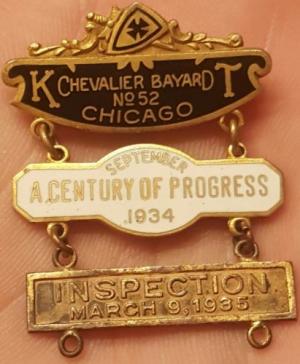 K CHEVALIER BAYARD T
No 52
CHICAGO
SEPTEMBER
A CENTURY OF PROGRESS
1934
INSPECTION
MARCH 9, 1935